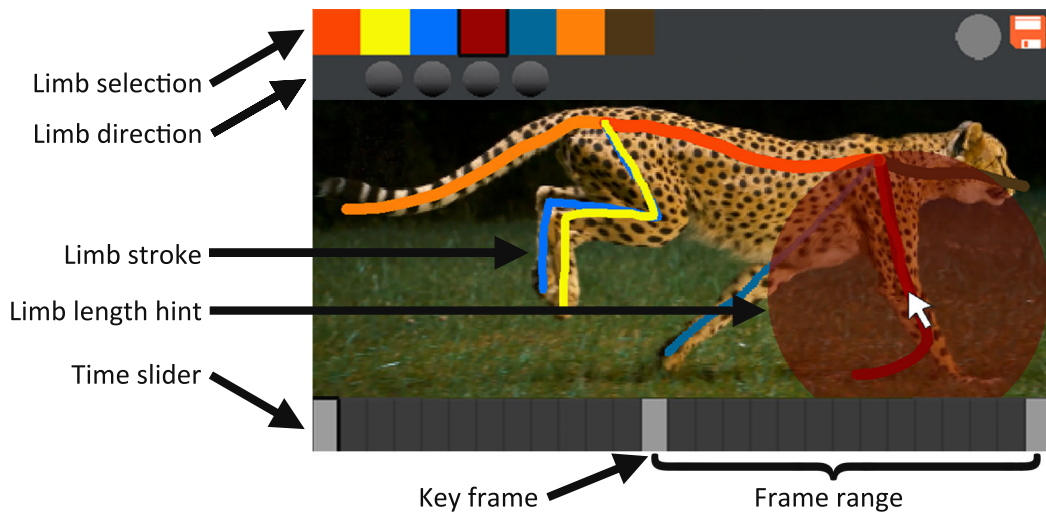 Limb selection
Limb direction
Limb stroke
Limb length hint
Time slider
Key frame
Frame range